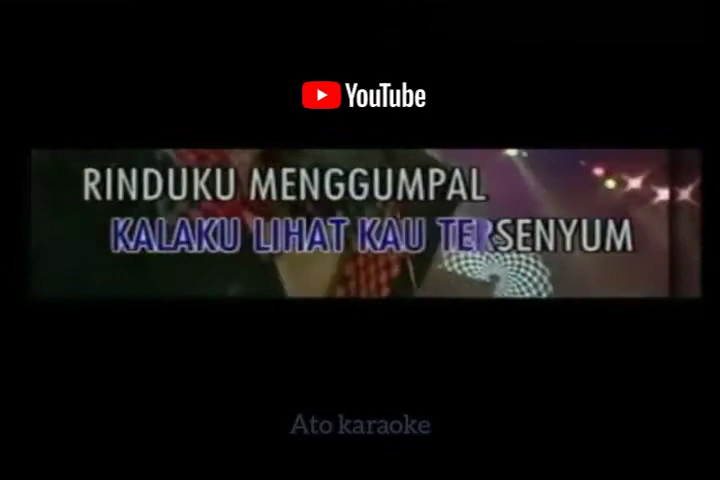 YouTube
RINDUKU MENGGUMPAL
KALAKU LIHAT KAU TERSENYUM
Ato karaoke